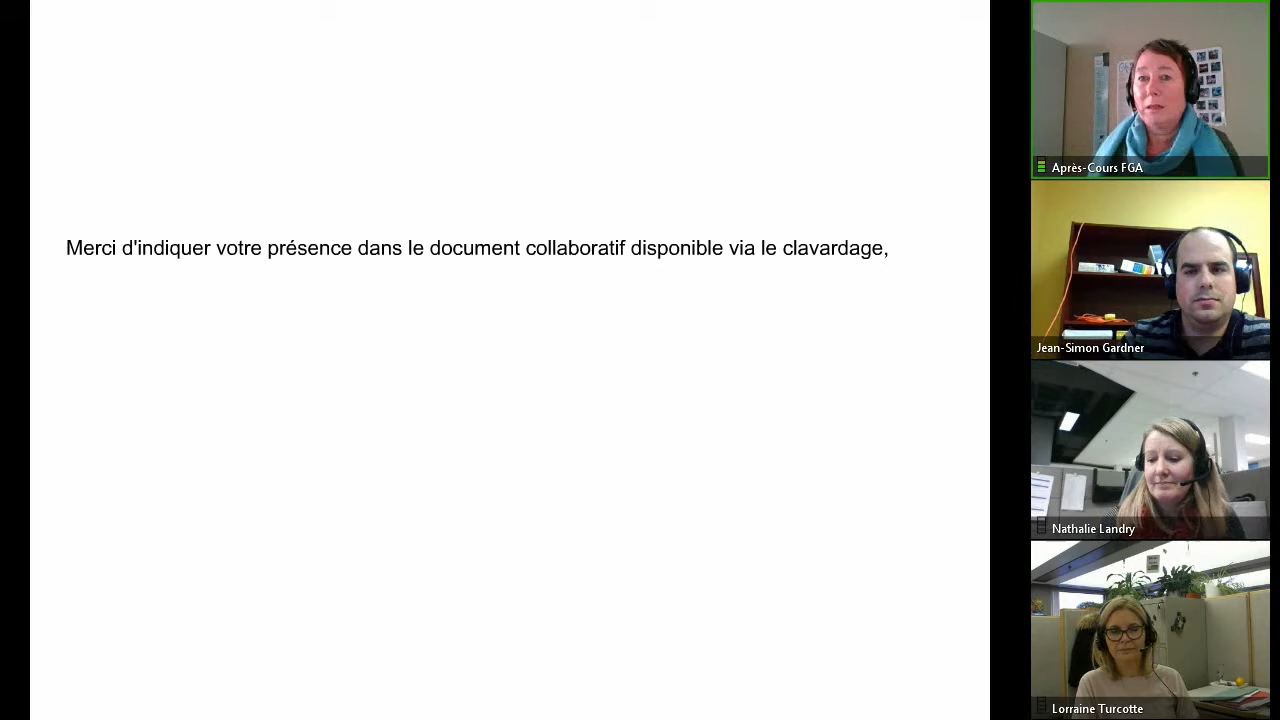 Merci d'indiquer votre présence dans le document collaboratif disponible via le clavardage,
Après-Cours FGA
Jean-Simon Gardner
Nathalie Landry
Lorraine Turcotte